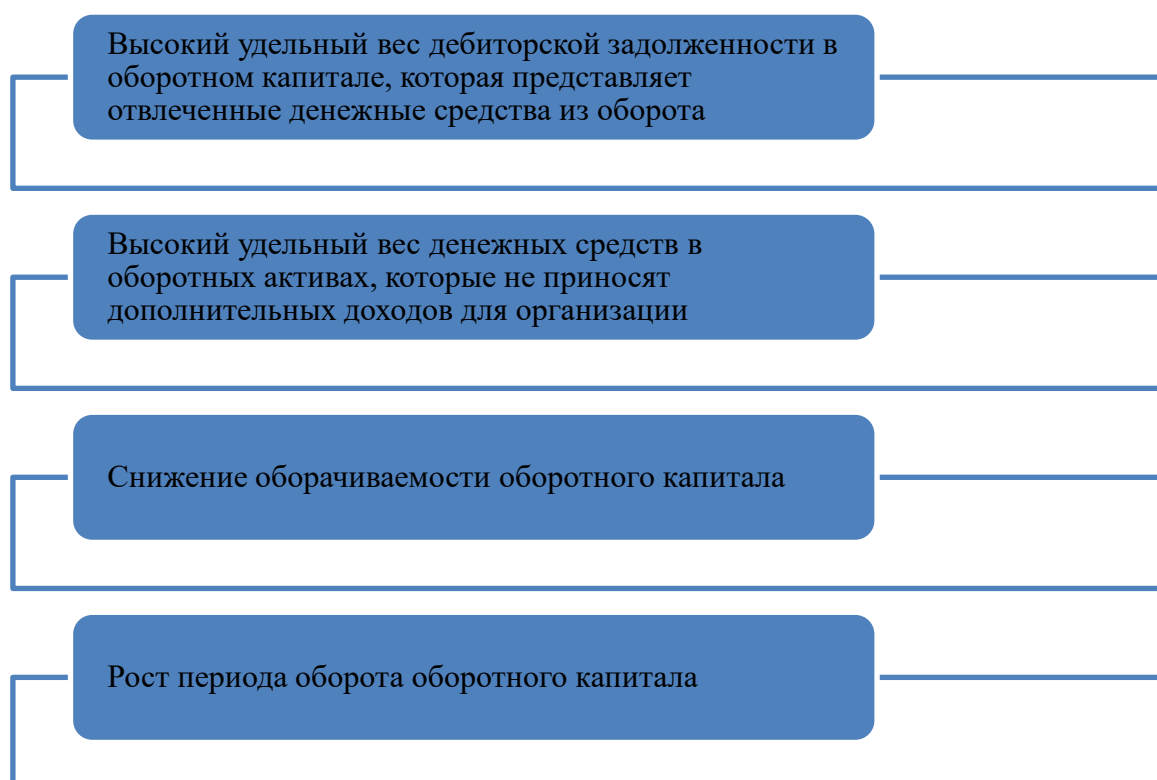 Высокий удельный вес дебиторской задолженности в
оборотном капитале, которая представляет
отвлеченные денежные средства из оборота
Высокий удельный вес денежных средств в
оборотных активах, которые не приносят
дополнительных доходов для организации
Снижение оборачиваемости оборотного капитала
Рост периода оборота оборотного капитала